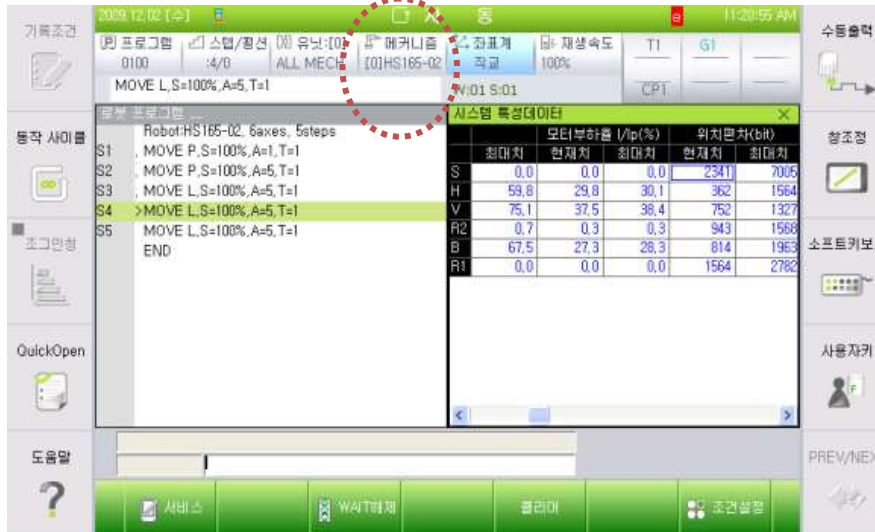 2009.12.02 [수] 자 동 e 11:20:55 AM
기록조건
[P] 프로그램 스텝/펑션 [U] 유닛:[0] 메커니즘 좌표계 재생속도 T1 G1
0100 :4/0 ALL MECH [0]HS165-02 직교 100%
MOVE L,S=100%,A=5,T=1 W:01 S:01 CP1
수동출력
로봇 프로그램 ...
시스템 특성데이터
Robot:HS165-02, 6axes, 5steps
S1 MOVE P,S=100%,A=1,T=1
S2 MOVE P,S=100%,A=5,T=1
S3 MOVE L,S=100%,A=5,T=1
S4 >MOVE L,S=100%,A=5,T=1
S5 MOVE L,S=100%,A=5,T=1
END
모터부하율 I/Ip(%) 위치편차(bit)
최대치 현재치 최대치 현재치 최대치
S 0,0 0,0 0,0 2341 7005
H 59,8 29,8 30,1 362 1564
V 75,1 37,5 38,4 752 1327
R2 0,7 0,3 0,3 943 1568
B 67,5 27,3 28,3 814 1963
R1 0,0 0,0 0,0 1564 2782
동작 사이클
조그인칭
QuickOpen
도움말
?
창조정
소프트키보
사용자키
F
PREV/NEX
서비스 WAIT해제 클리어 조건설정